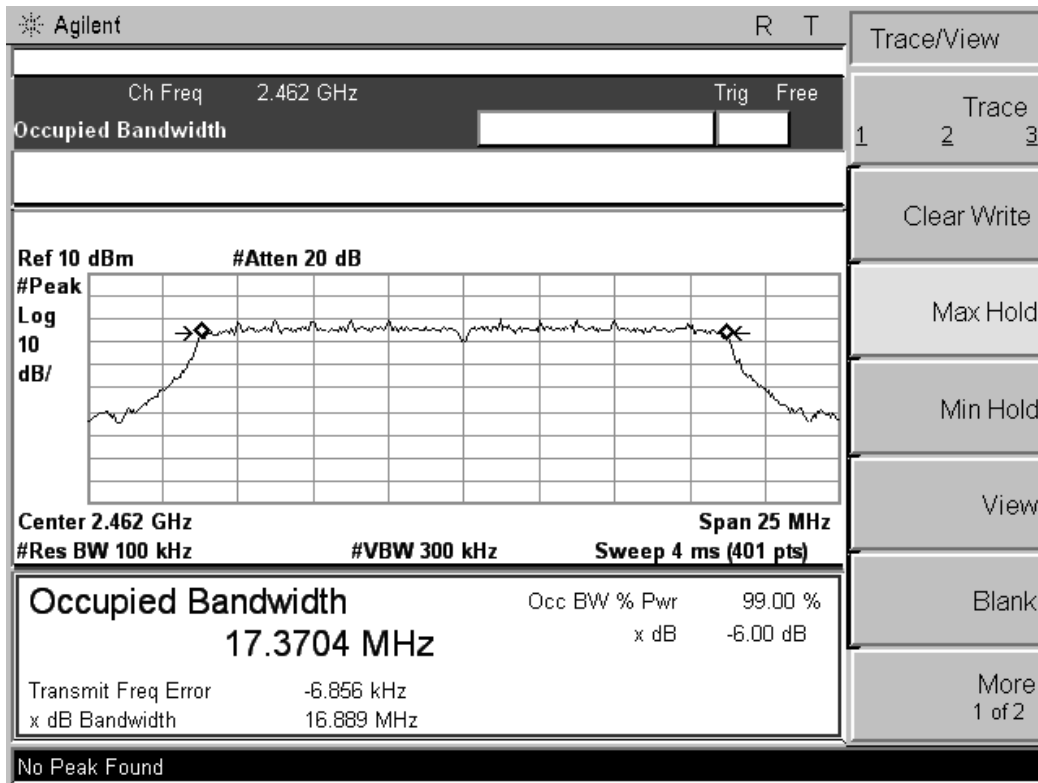 Agilent R T
Trace/View
Ch Freq 2.462 GHz Trig Free
Occupied Bandwidth
Trace
1 2 3
Clear Write
Ref 10 dBm #Atten 20 dB
#Peak
Log
10
dB/
Max Hold
Min Hold
View
Center 2.462 GHz Span 25 MHz
#Res BW 100 kHz #VBW 300 kHz Sweep 4 ms (401 pts)
Occupied Bandwidth
17.3704 MHz
Occ BW % Pwr 99.00 %
x dB -6.00 dB
Blank
Transmit Freq Error -6.856 kHz
x dB Bandwidth 16.889 MHz
More
1 of 2
No Peak Found